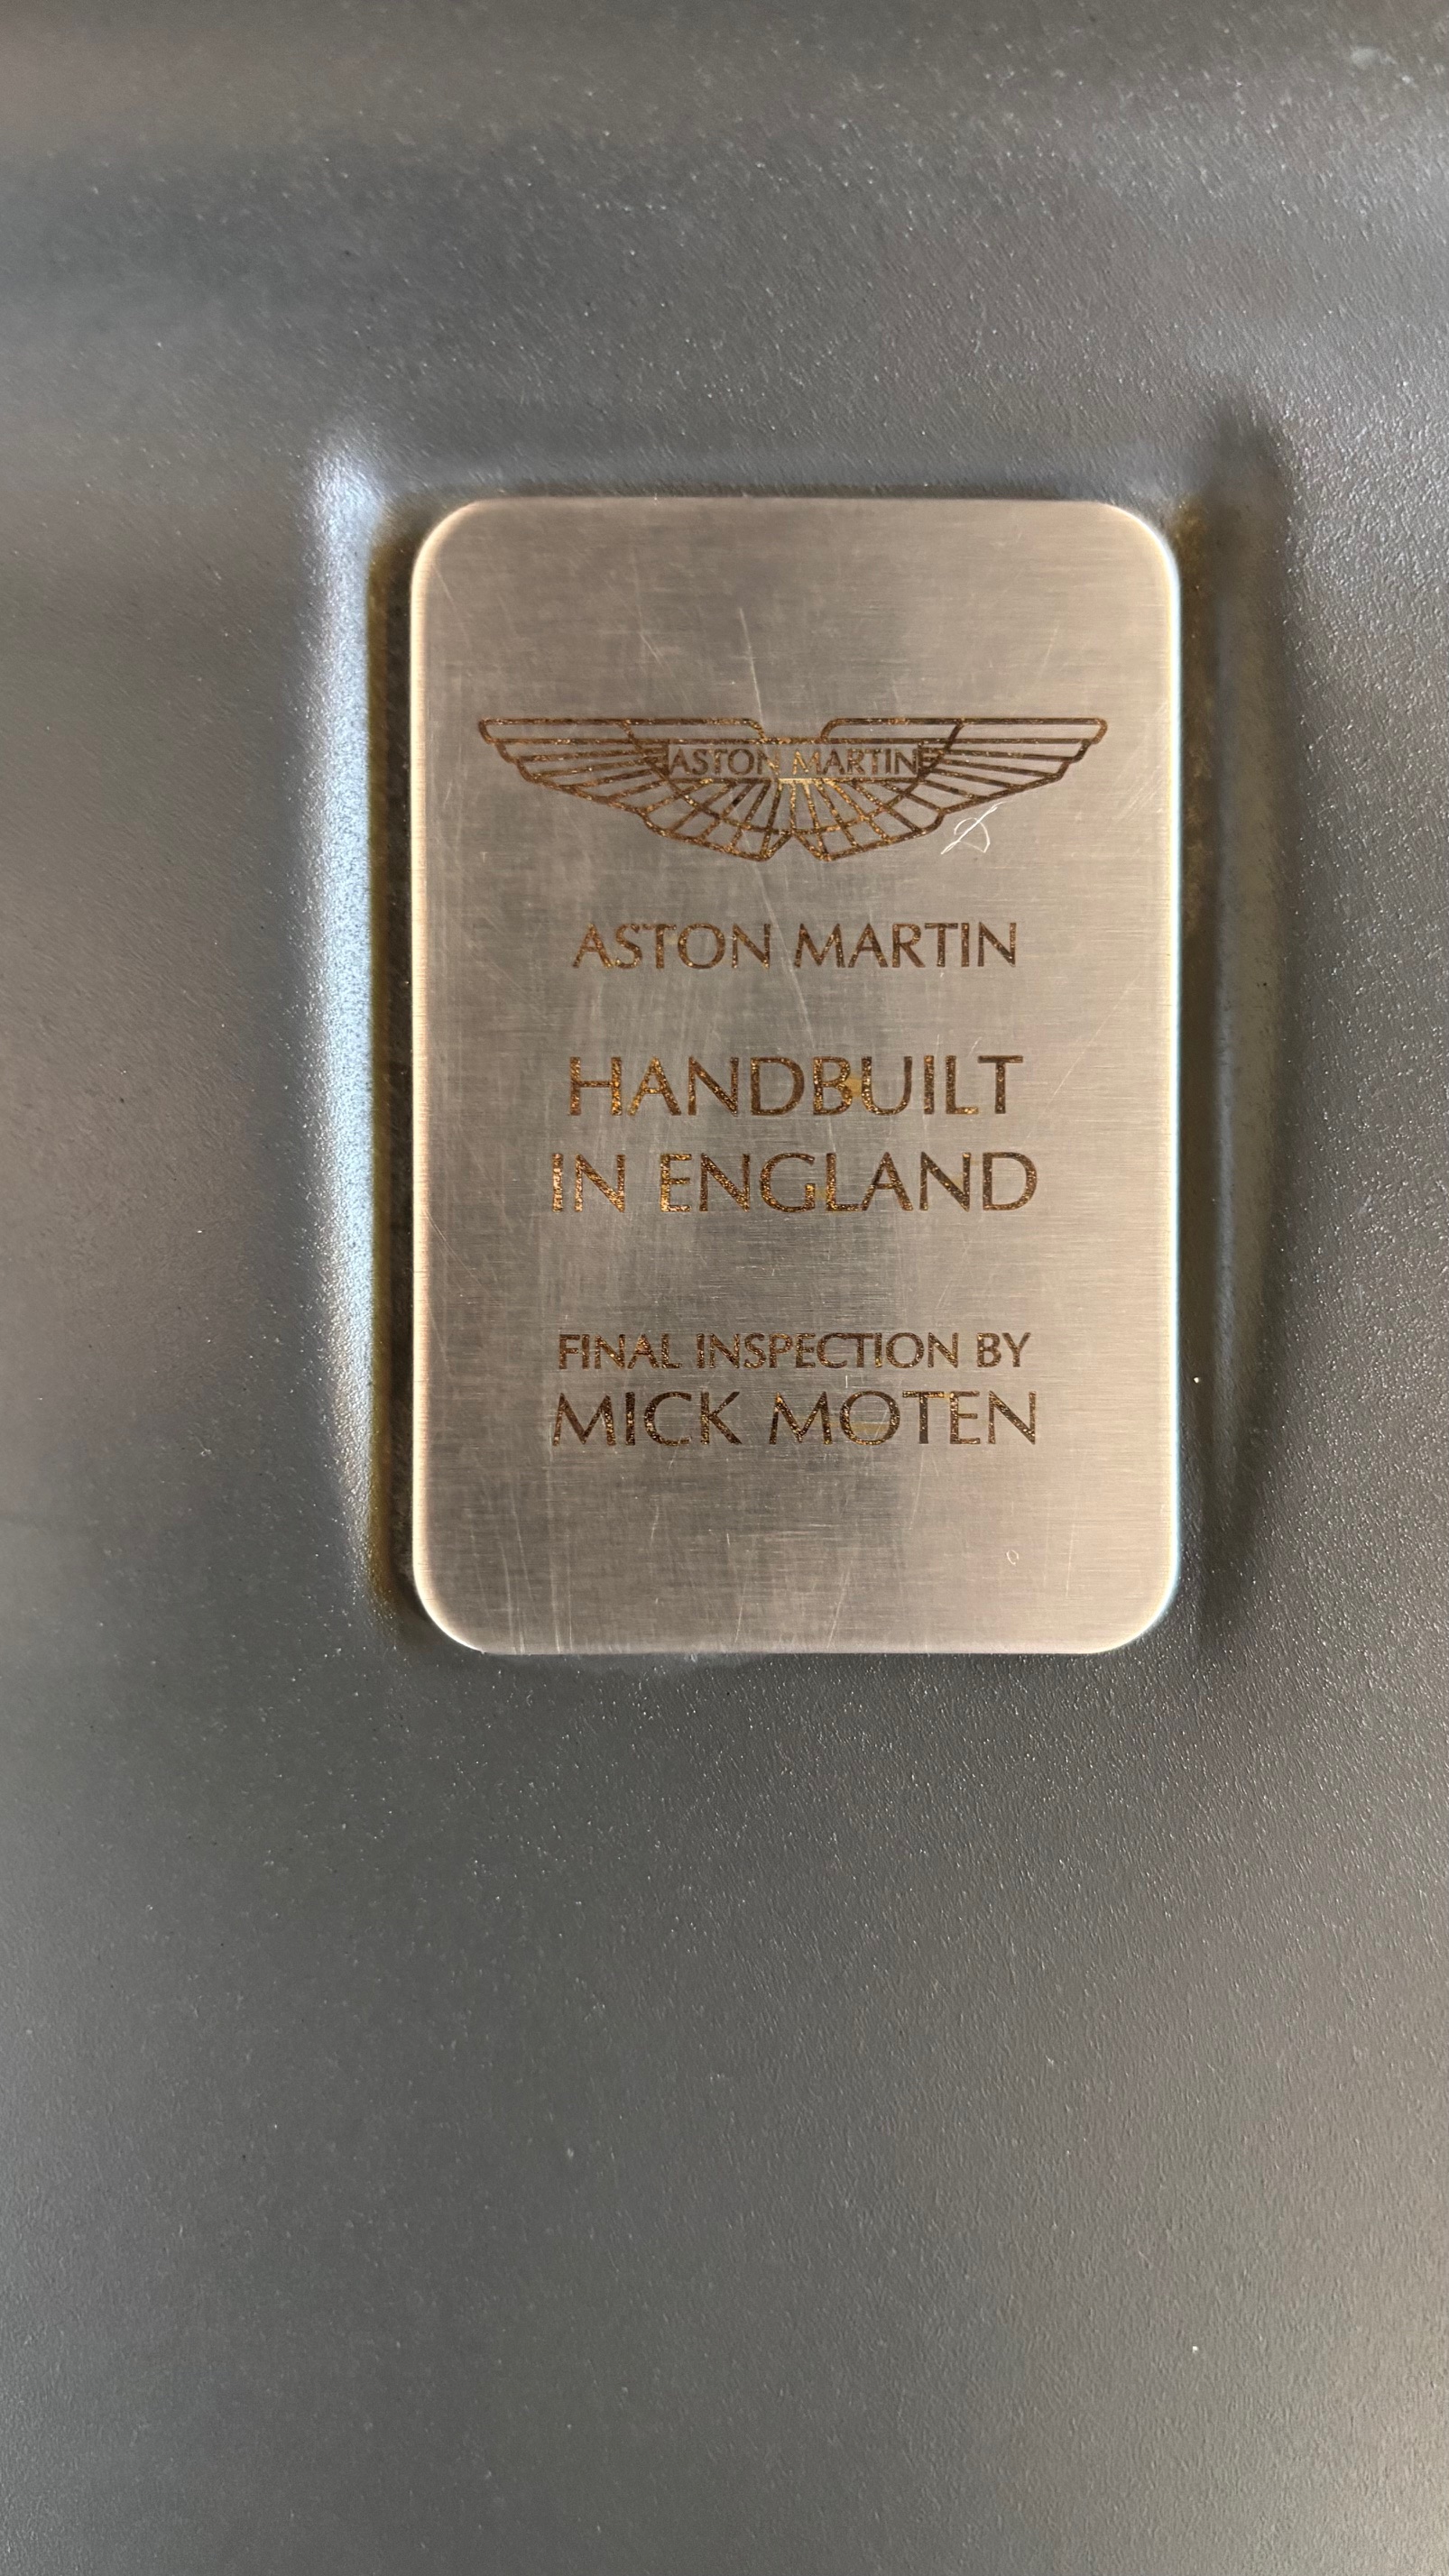 ASTON MARTIN
ASTON MARTIN
HANDBUILT
IN ENGLAND
FINAL INSPECTION BY
MICK MOTEN